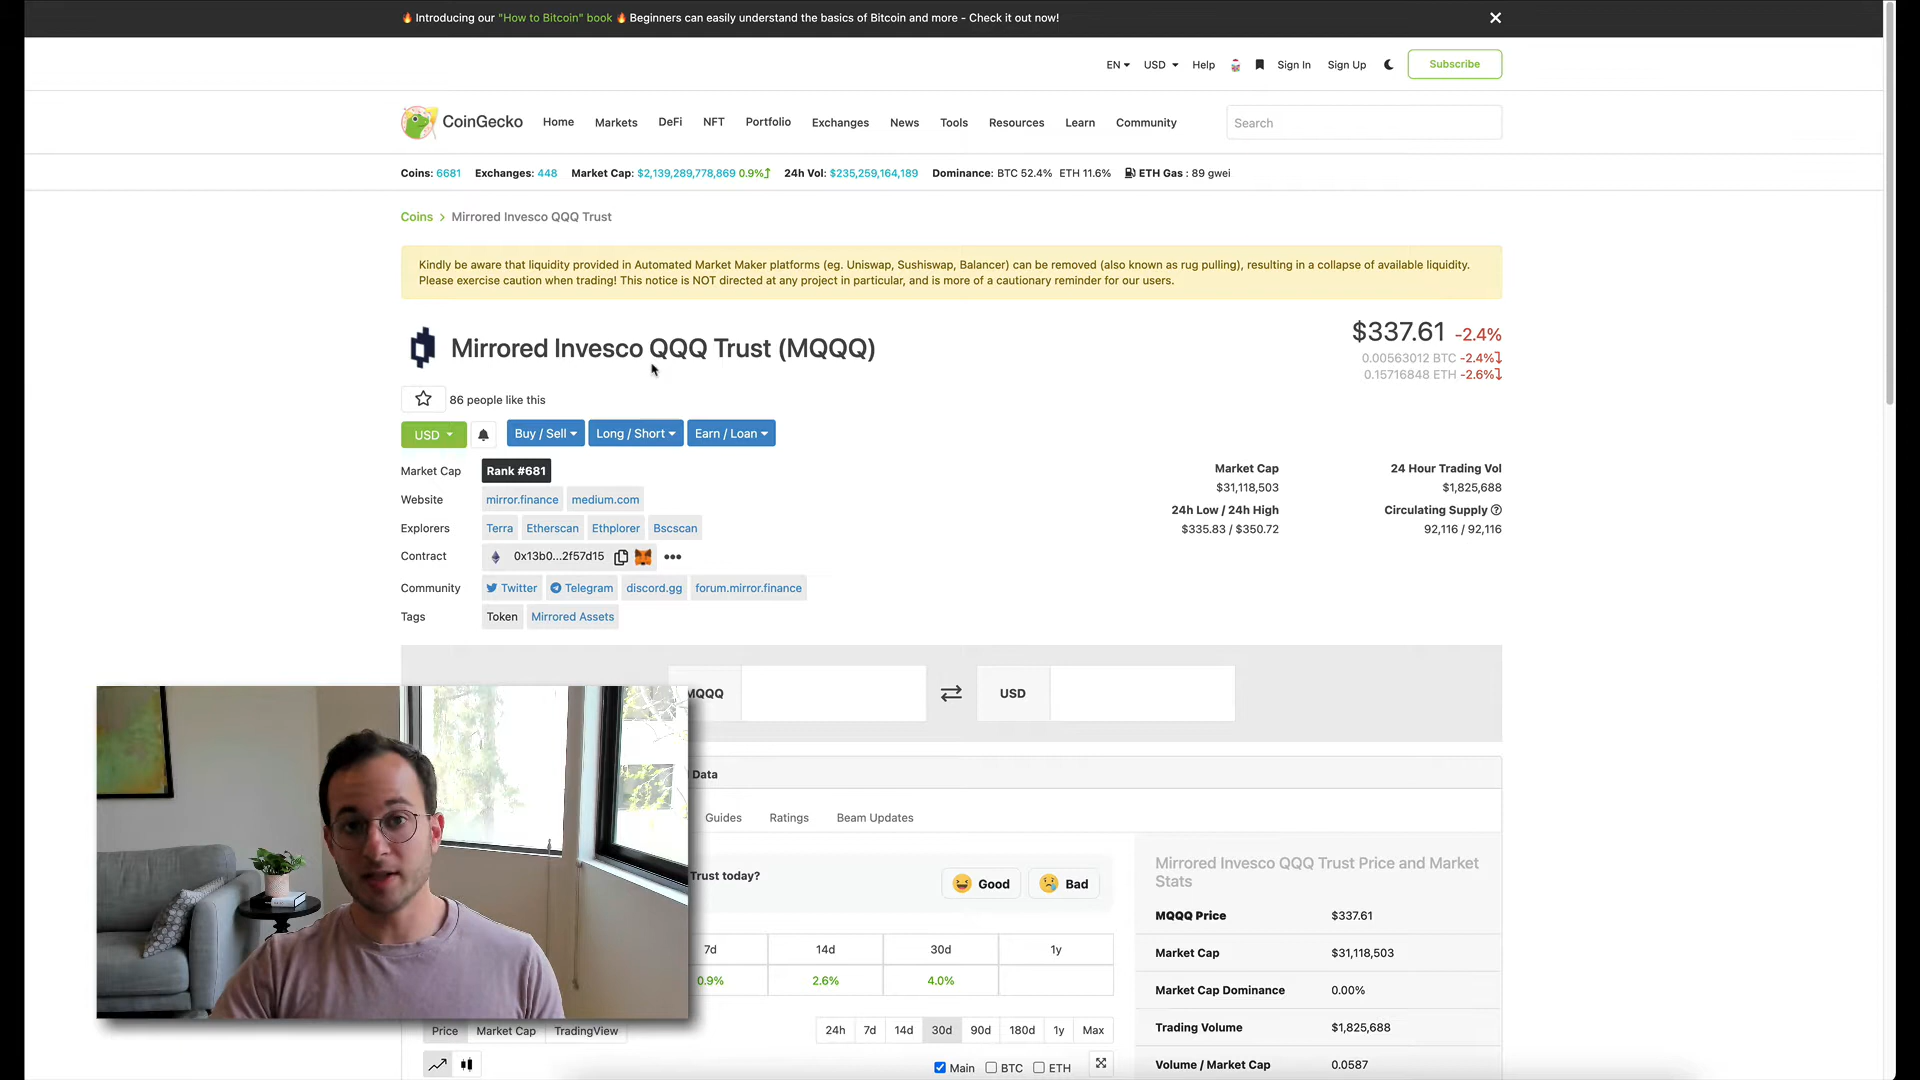 🔥 Introducing our "How to Bitcoin" book 🔥 Beginners can easily understand the basics of Bitcoin and more - Check it out now!
EN USD Help Sign In Sign Up Subscribe
CoinGecko Home Markets DeFi NFT Portfolio Exchanges News Tools Resources Learn Community Search
Coins: 6681 Exchanges: 448 Market Cap: $2,139,289,778,869 0.9% 24h Vol: $235,259,164,189 Dominance: BTC 52.4% ETH 11.6% ETH Gas : 89 gwei
Coins > Mirrored Invesco QQQ Trust
Kindly be aware that liquidity provided in Automated Market Maker platforms (eg. Uniswap, Sushiswap, Balancer) can be removed (also known as rug pulling), resulting in a collapse of available liquidity.
Please exercise caution when trading! This notice is NOT directed at any project in particular, and is more of a cautionary reminder for our users.
Mirrored Invesco QQQ Trust (MQQQ)
$337.61 -2.4%
0.00563012 BTC -2.4%
0.15716848 ETH -2.6%
86 people like this
USD Buy / Sell Long / Short Earn / Loan
Market Cap Rank #681
Website mirror.finance medium.com
Explorers Terra Etherscan Ethplorer Bscscan
Contract 0x13b0...2f57d15 •••
Community Twitter Telegram discord.gg forum.mirror.finance
Tags Token Mirrored Assets
Market Cap 24 Hour Trading Vol
$31,118,503 $1,825,688
24h Low / 24h High Circulating Supply
$335.83 / $350.72 92,116 / 92,116
MQQQ USD
Data
Guides Ratings Beam Updates
Trust today? 😆 Good 😢 Bad
7d 14d 30d 1y
0.9% 2.6% 4.0%
Price Market Cap TradingView 24h 7d 14d 30d 90d 180d 1y Max
Main BTC ETH
Mirrored Invesco QQQ Trust Price and Market
Stats
MQQQ Price $337.61
Market Cap $31,118,503
Market Cap Dominance 0.00%
Trading Volume $1,825,688
Volume / Market Cap 0.0587